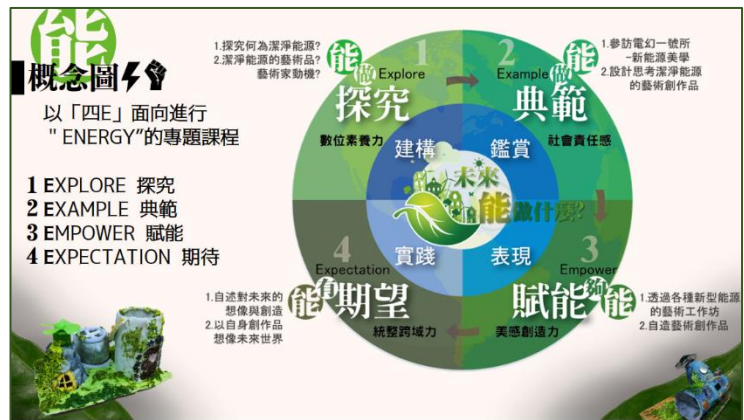 能
概念圖
以「四E」面向進行
" ENERGY"的專題課程
1 EXPLORE 探究
2 EXAMPLE 典範
3 EMPOWER 賦能
4 EXPECTATION 期待
1.探究何為潔淨能源?
2.潔淨能源的藝術品?
藝術家動機?
能做
1
Explore
探究
數位素養力
建構
2
Example
做能
典範
社會責任感
鑑賞
1.參訪電幻一號所
-新能源美學
2.設計思考潔淨能源
的藝術創作品
未來
能做什麼?
3
Empower
賦能
夠能
美感創造力
表現
1.透過各種新型能源
的藝術工作坊
2.自造藝術創作品
4
Expectation
能
期望
統整跨域力
實踐
1.自述對未來的
想像與創造
2.以自身創作品
想像未來世界